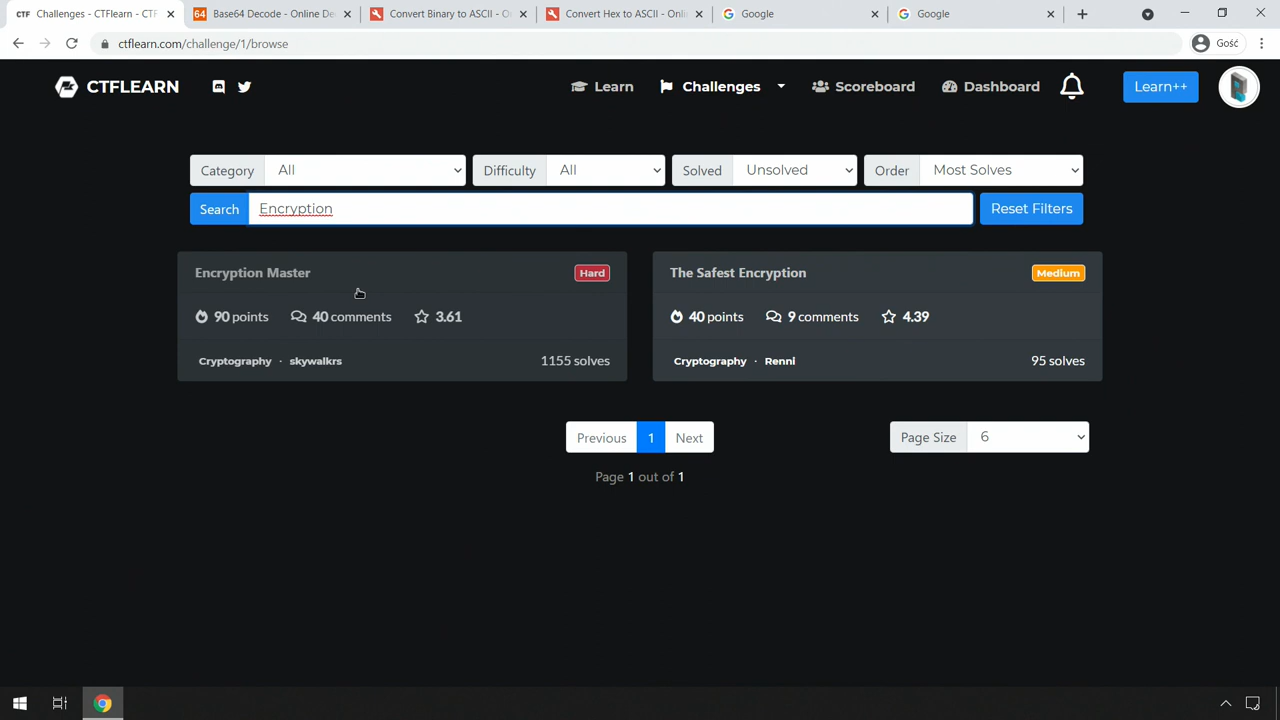 CTF Challenges - CTFlearn - CTF
64 Base64 Decode - Online De
Convert Binary to ASCII - O
Convert Hex to ASCII - Onli
Google
Google
ctflearn.com/challenge/1/browse
Gość
CTFLEARN
Learn
Challenges
Scoreboard
Dashboard
Learn++
Category All
Difficulty All
Solved Unsolved
Order Most Solves
Search Encryption
Reset Filters
Encryption Master
Hard
90 points 40 comments 3.61
Cryptography · skywalkrs
1155 solves
The Safest Encryption
Medium
40 points 9 comments 4.39
Cryptography · Renni
95 solves
Previous 1 Next
Page Size 6
Page 1 out of 1